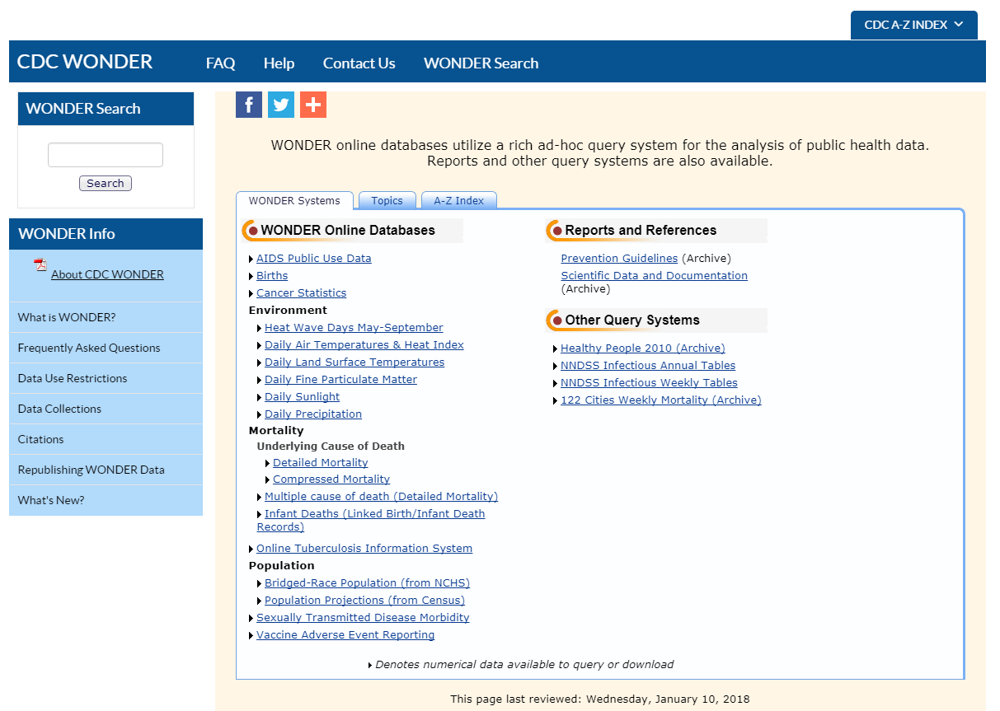 CDC A-Z INDEX
CDC WONDER FAQ Help Contact Us WONDER Search
WONDER Search
Search
WONDER Info
About CDC WONDER
What is WONDER?
Frequently Asked Questions
Data Use Restrictions
Data Collections
Citations
Republishing WONDER Data
What's New?
WONDER online databases utilize a rich ad-hoc query system for the analysis of public health data.
Reports and other query systems are also available.
WONDER Systems Topics A-Z Index
WONDER Online Databases
AIDS Public Use Data
Births
Cancer Statistics
Environment
Heat Wave Days May-September
Daily Air Temperatures & Heat Index
Daily Land Surface Temperatures
Daily Fine Particulate Matter
Daily Sunlight
Daily Precipitation
Mortality
Underlying Cause of Death
Detailed Mortality
Compressed Mortality
Multiple cause of death (Detailed Mortality)
Infant Deaths (Linked Birth/Infant Death
Records)
Online Tuberculosis Information System
Population
Bridged-Race Population (from NCHS)
Population Projections (from Census)
Sexually Transmitted Disease Morbidity
Vaccine Adverse Event Reporting
Reports and References
Prevention Guidelines (Archive)
Scientific Data and Documentation
(Archive)
Other Query Systems
Healthy People 2010 (Archive)
NNDSS Infectious Annual Tables
NNDSS Infectious Weekly Tables
122 Cities Weekly Mortality (Archive)
Denotes numerical data available to query or download
This page last reviewed: Wednesday, January 10, 2018